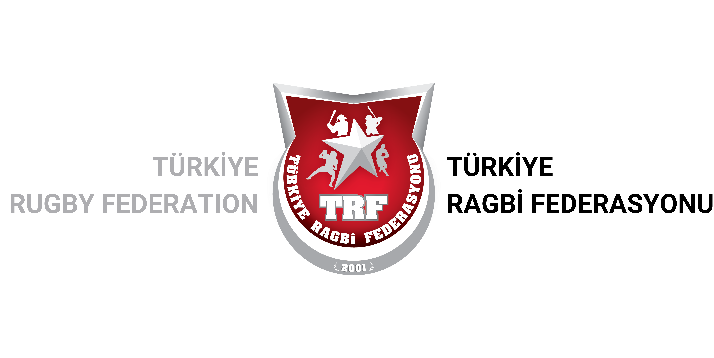 TÜRKİYE
RUGBY FEDERATION
TÜRKİYE RAGBİ FEDERASYONU
TRF
2001
TÜRKİYE
RAGBİ FEDERASYONU